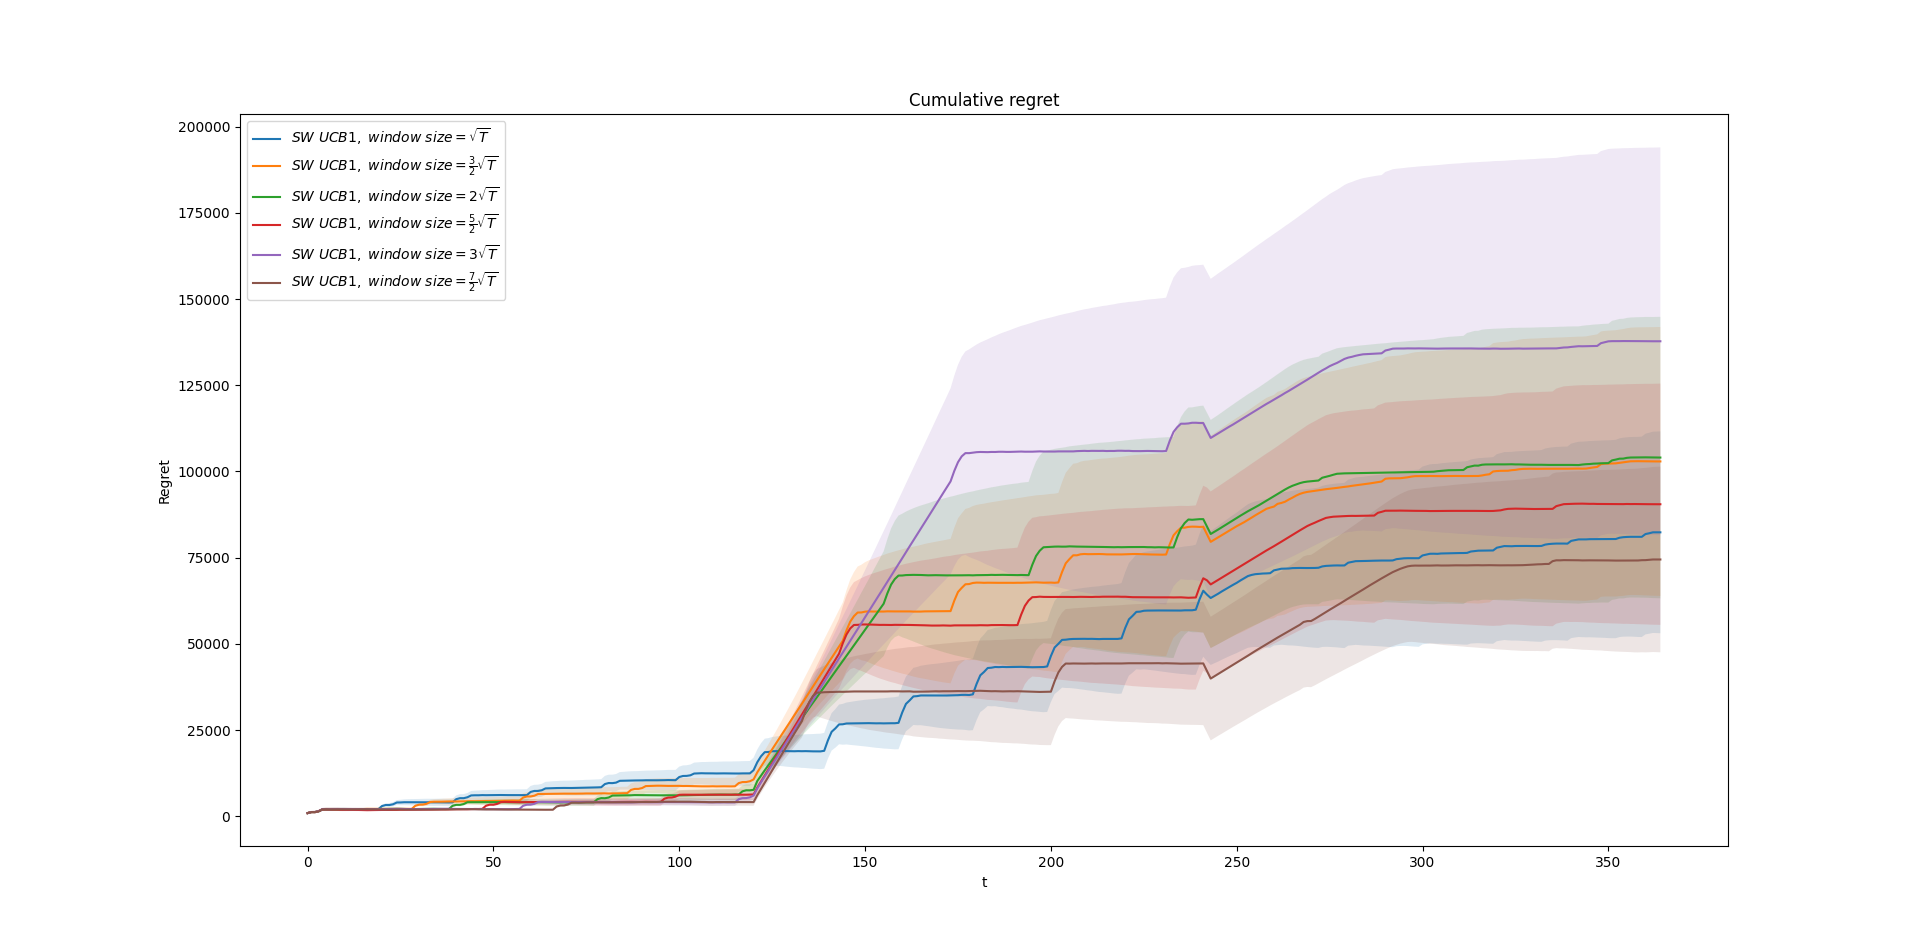 Cumulative regret
SW UCB1, window size = √T
SW UCB1, window size = 3/2√T
SW UCB1, window size = 2√T
SW UCB1, window size = 5/2√T
SW UCB1, window size = 3√T
SW UCB1, window size = 7/2√T
Regret
200000
175000
150000
125000
100000
75000
50000
25000
0
0 50 100 150 200 250 300 350
t